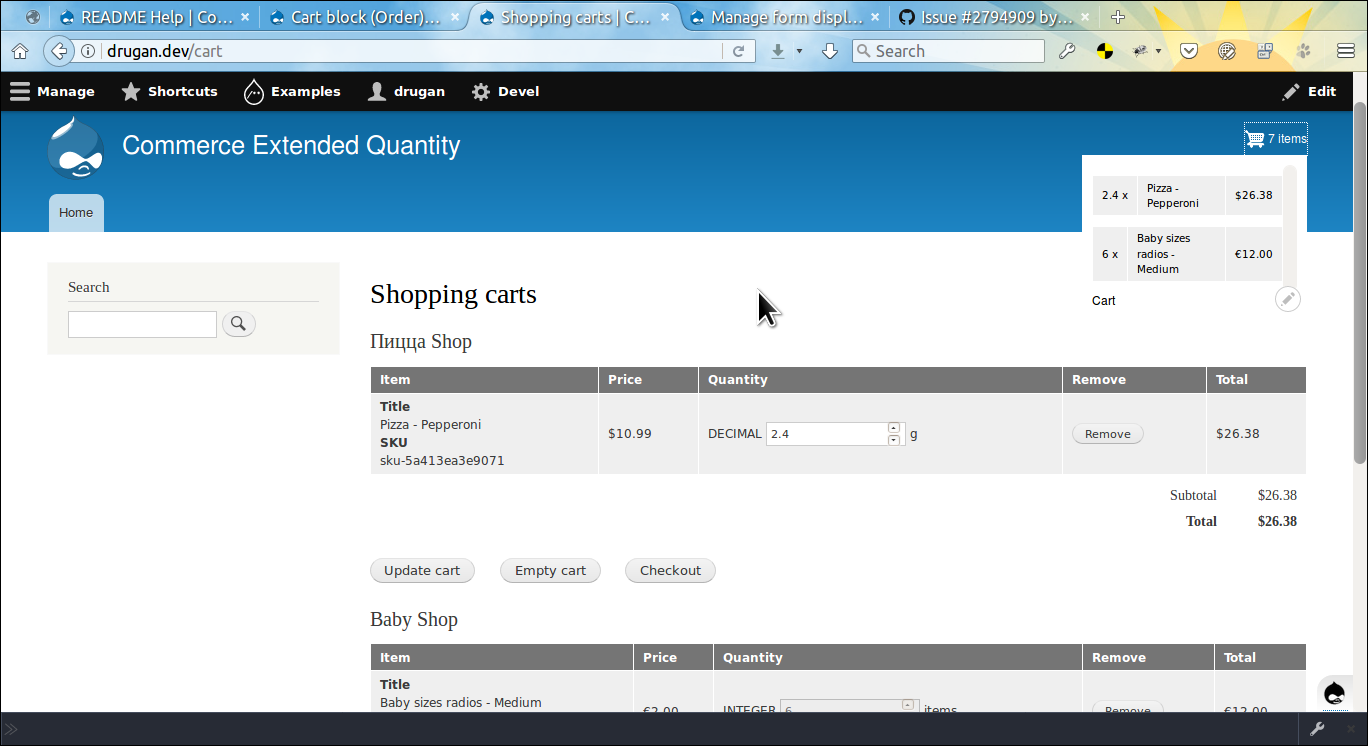 README Help | Co...
Cart block (Order)...
Shopping carts | C...
Manage form displ...
Issue #2794909 by...
drugan.dev/cart
Search
Manage
Shortcuts
Examples
drugan
Devel
Edit
Commerce Extended Quantity
7 items
Home
2.4 x
Pizza -
Pepperoni
$26.38
6 x
Baby sizes
radios -
Medium
€12.00
Cart
Search
Shopping carts
Пицца Shop
Item Price Quantity Remove Total
Title
Pizza - Pepperoni
SKU
sku-5a413ea3e9071
$10.99
DECIMAL 2.4 g
Remove
$26.38
Subtotal $26.38
Total $26.38
Update cart
Empty cart
Checkout
Baby Shop
Item Price Quantity Remove Total
Title
Baby sizes radios - Medium
€2.00
INTEGER 6 items
Remove
€12.00